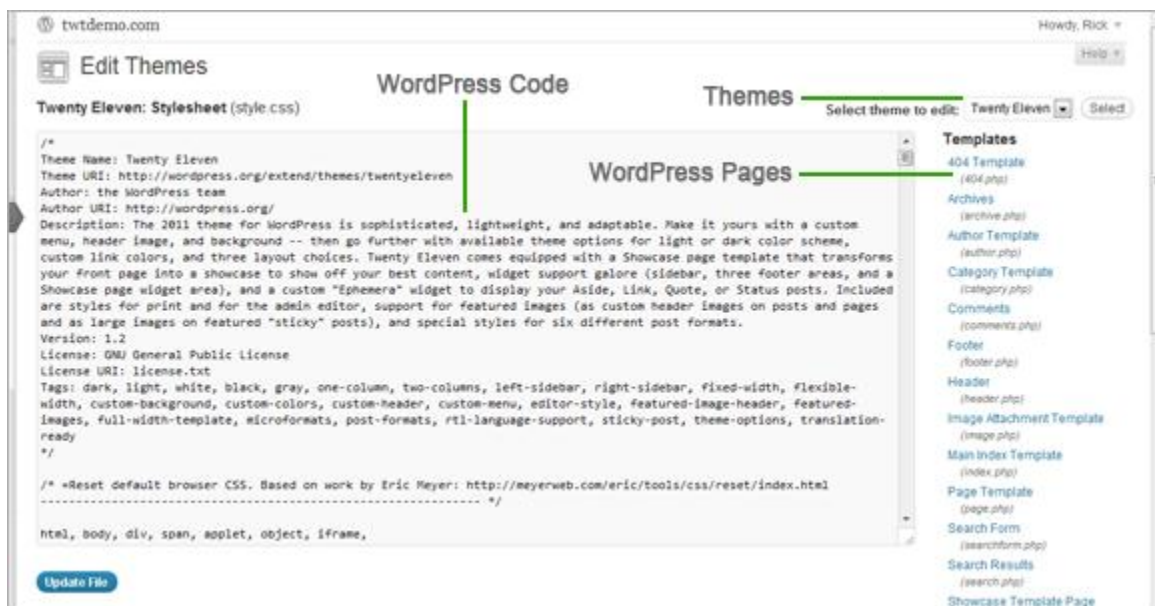 twtdemo.com
Howdy, Rick
Help
Edit Themes
WordPress Code
Themes
Twenty Eleven: Stylesheet (style.css)
Select theme to edit: Twenty Eleven Select
/*
Theme Name: Twenty Eleven
Theme URI: http://wordpress.org/extend/themes/twentyeleven
Author: the WordPress team
Author URI: http://wordpress.org/
Description: The 2011 theme for WordPress is sophisticated, lightweight, and adaptable. Make it yours with a custom
menu, header image, and background -- then go further with available theme options for light or dark color scheme,
custom link colors, and three layout choices. Twenty Eleven comes equipped with a Showcase page template that transforms
your front page into a showcase to show off your best content, widget support galore (sidebar, three footer areas, and a
Showcase page widget area), and a custom "Ephemera" widget to display your Aside, Link, Quote, or Status posts. Included
are styles for print and for the admin editor, support for featured images (as custom header images on posts and pages
and as large images on featured "sticky" posts), and special styles for six different post formats.
Version: 1.2
License: GNU General Public License
License URI: license.txt
Tags: dark, light, white, black, gray, one-column, two-columns, left-sidebar, right-sidebar, fixed-width, flexible-
width, custom-background, custom-colors, custom-header, custom-menu, editor-style, featured-image-header, featured-
images, full-width-template, microformats, post-formats, rtl-language-support, sticky-post, theme-options, translation-
ready
*/
/* =Reset default browser CSS. Based on work by Eric Meyer: http://meyerweb.com/eric/tools/css/reset/index.html
-------------------------------------------------------------- */
html, body, div, span, applet, object, iframe,
Update File
WordPress Pages
Templates
404 Template
(404.php)
Archives
(archive.php)
Author Template
(author.php)
Category Template
(category.php)
Comments
(comments.php)
Footer
(footer.php)
Header
(header.php)
Image Attachment Template
(image.php)
Main Index Template
(index.php)
Page Template
(page.php)
Search Form
(searchform.php)
Search Results
(search.php)
Showcase Template Page